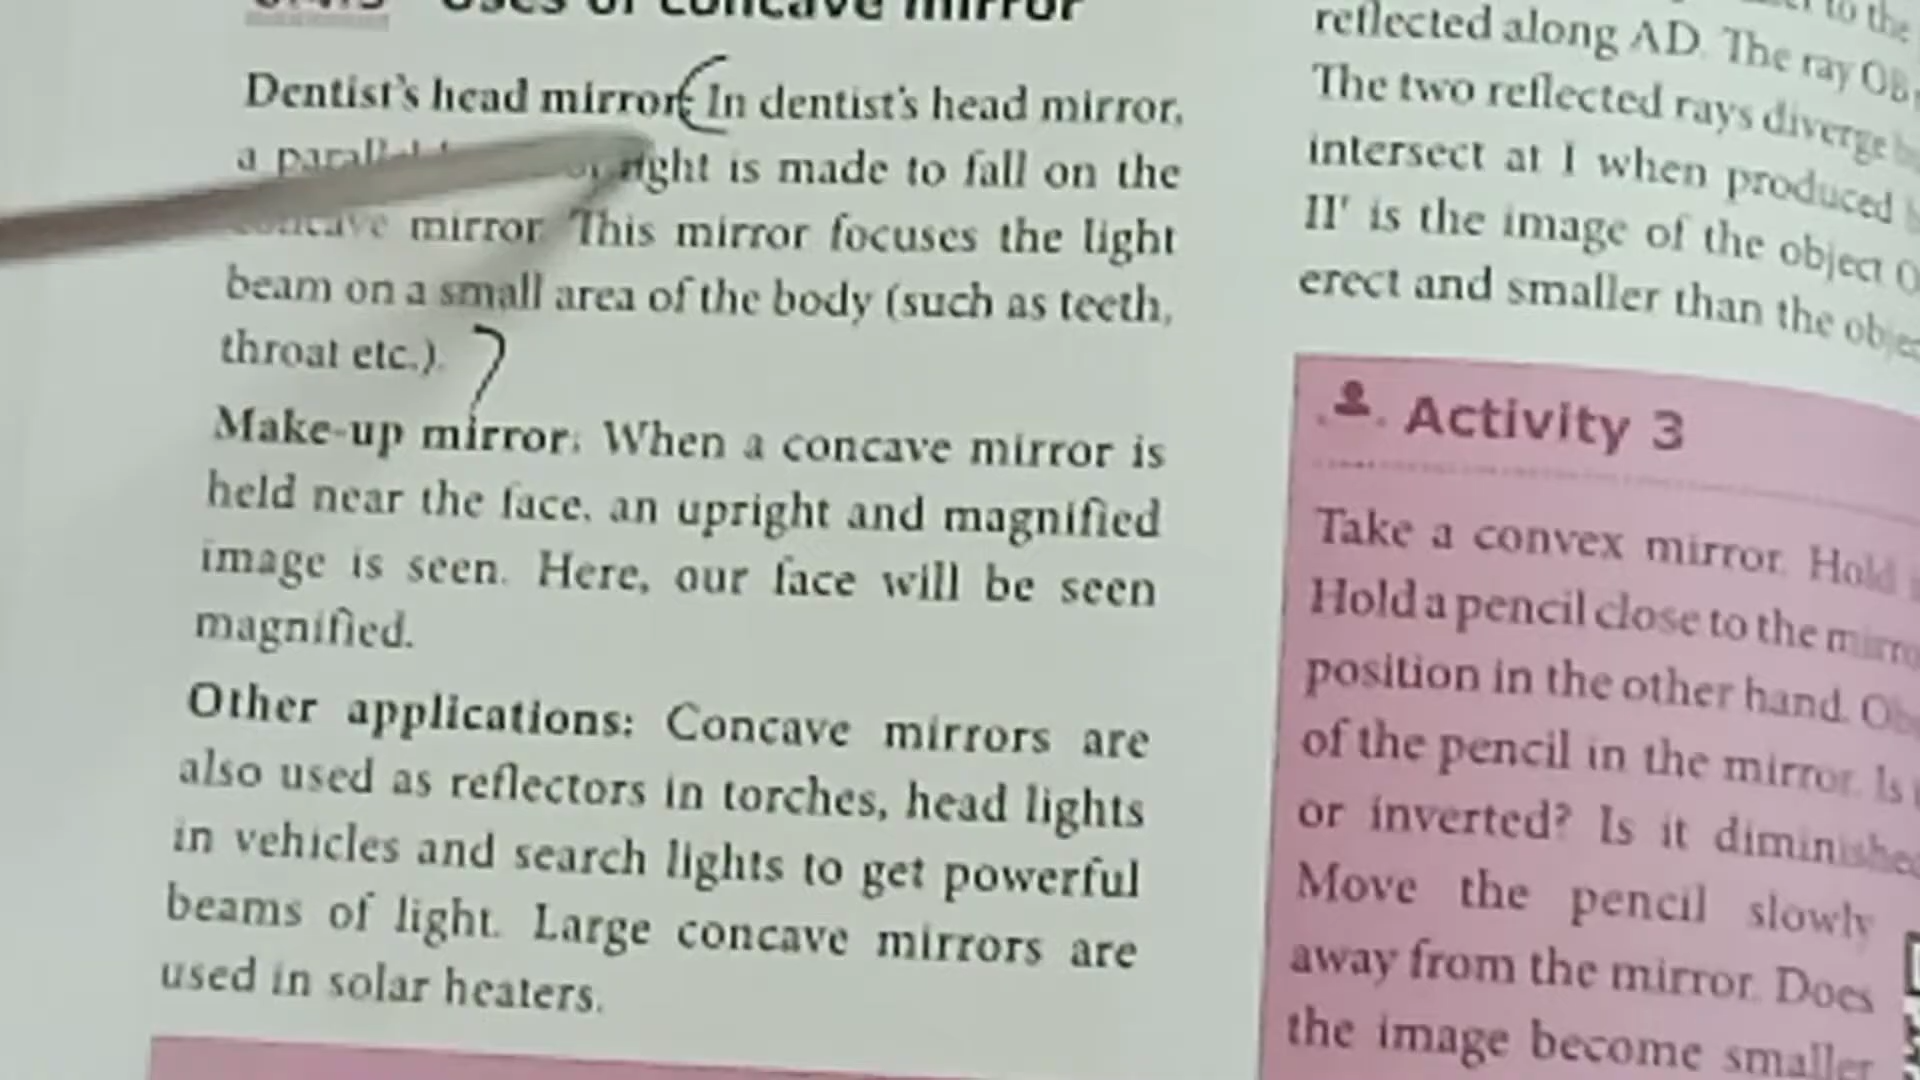 Uses of concave mirror
Dentist's head mirror: In dentist's head mirror,
a light is made to fall on the
concave mirror. This mirror focuses the light
beam on a small area of the body (such as teeth,
throat etc.).
Make-up mirror: When a concave mirror is
held near the face, an upright and magnified
image is seen. Here, our face will be seen
magnified.
Other applications: Concave mirrors are
also used as reflectors in torches, head lights
in vehicles and search lights to get powerful
beams of light. Large concave mirrors are
used in solar heaters.
to the
reflected along AD. The ray OB
The two reflected rays diverge
intersect at I when produced
II' is the image of the object
erect and smaller than the
Activity 3
Take a convex mirror. Hold
Hold a pencil close to the
position in the other hand.
of the pencil in the mirror. Is
or inverted? Is it diminished
Move the pencil slowly
away from the mirror. Does
the image become smaller